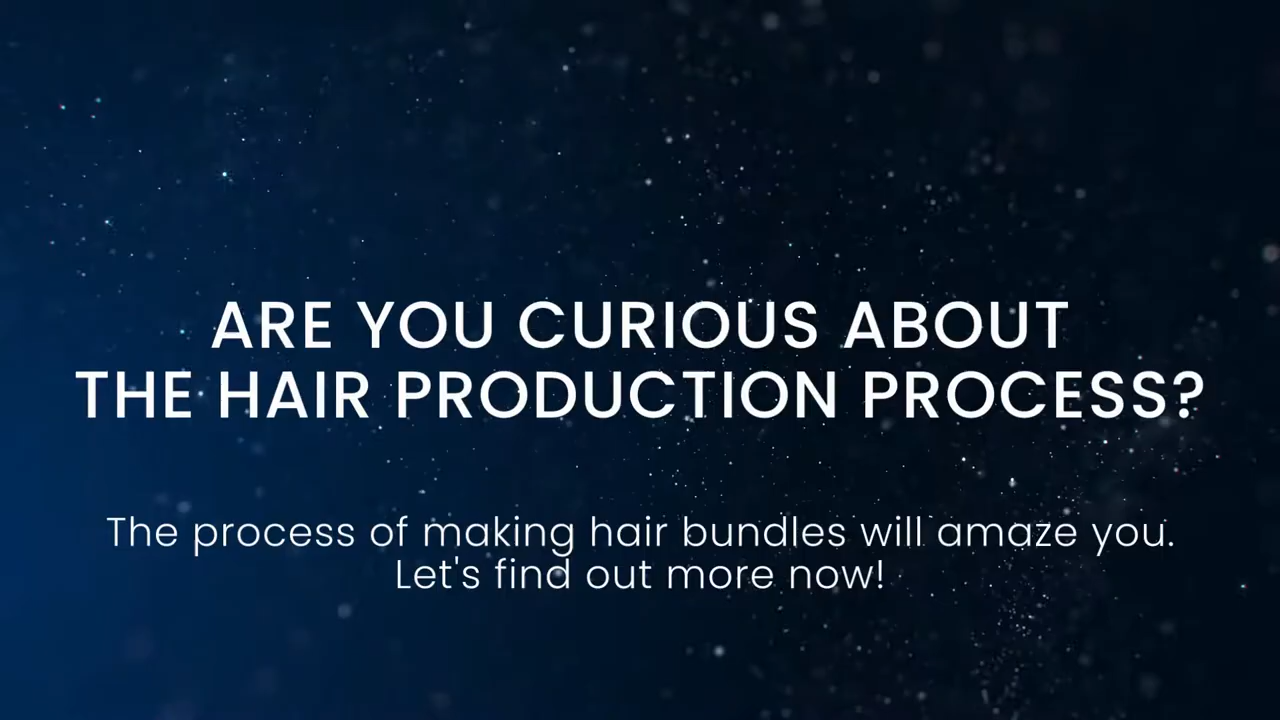 ARE YOU CURIOUS ABOUT
THE HAIR PRODUCTION PROCESS?
The process of making hair bundles will amaze you.
Let's find out more now!